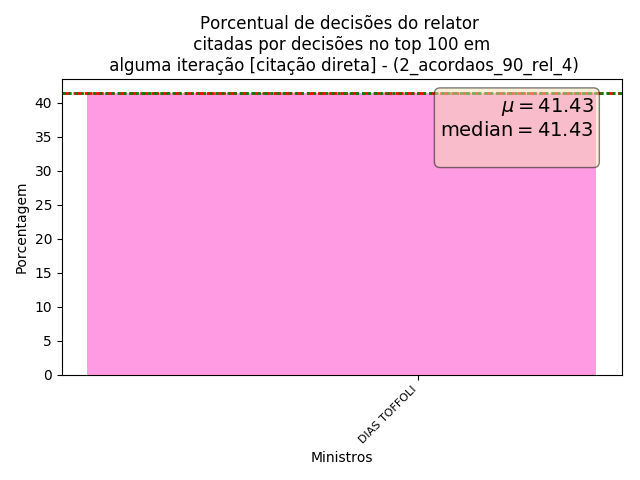 Porcentual de decisões do relator
citadas por decisões no top 100 em
alguma iteração [citação direta] - (2_acordaos_90_rel_4)
μ = 41.43
median = 41.43
40
35
30
25
20
15
10
5
0
Porcentagem
DIAS TOFFOLI
Ministros